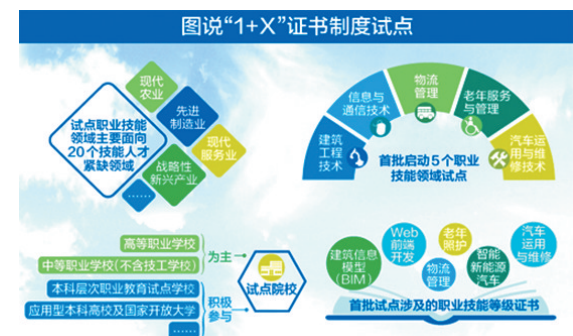 图说“1+X”证书制度试点
现代
农业
先进
制造业
现代
服务业
战略性
新兴产业
······
试点职业技能
领域主要面向
20个技能人才
紧缺领域
建筑
工程
技术
信息与
通信技术
物流
管理
老年服务
与管理
汽车运
用与维
修技术
首批启动5个职业
技能领域试点
高等职业学校
中等职业学校(不含技工学校)
为主
本科层次职业教育试点学校
应用型本科高校及国家开放大学
······
积极
参与
试点院校
建筑信息
模型
(BIM)
Web
前端
开发
物流
管理
老年
照护
智能
新能源
汽车
汽车
运用
与维修
首批试点涉及的职业技能等级证书